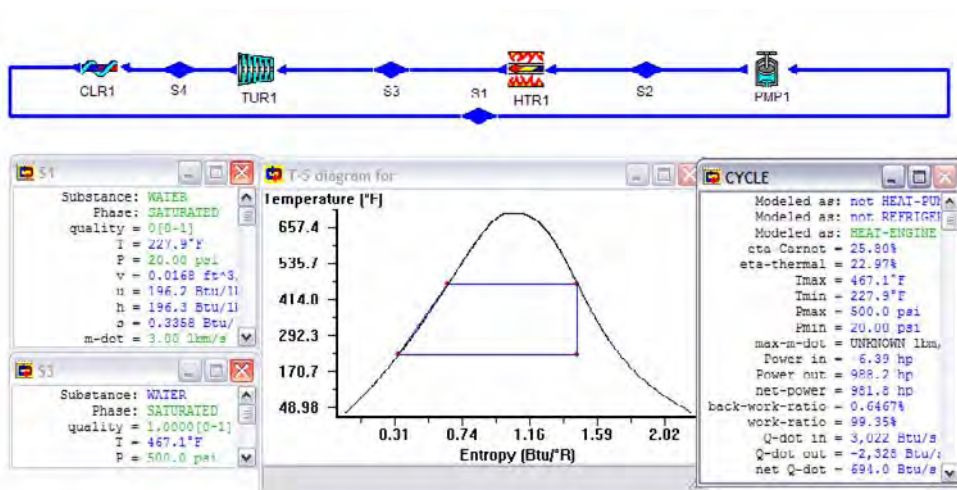 CLR1
S4
TUR1
S3
S1
HTR1
S2
PMP1
S1
Substance: WATER
Phase: SATURATED
quality = 0[0-1]
T = 227.9°F
P = 20.00 psi
v = 0.0168 ft^3
u = 196.2 Btu/l
h = 196.3 Btu/l
s = 0.3358 Btu/
m-dot = 3.00 lbm/s
S3
Substance: WATER
Phase: SATURATED
quality = 1.0000[0-1]
T = 467.1°F
P = 500.0 psi
T-S diagram for
Temperature (°F)
657.4
535.7
414.0
292.3
170.7
48.98
0.31 0.74 1.16 1.59 2.02
Entropy (Btu/°R)
CYCLE
Modeled as: not HEAT-PUM
Modeled as: not REFRIGE
Modeled as: HEAT-ENGINE
eta Carnot = 25.80%
eta-thermal = 22.97%
Tmax = 467.1°F
Tmin = 227.9°F
Pmax = 500.0 psi
Pmin = 20.00 psi
max-m-dot = UNKNOWN lbm/
Power in = -6.39 hp
Power out = 988.2 hp
net-power = 981.8 hp
back-work-ratio = 0.6467%
work-ratio = 99.35%
Q-dot in = 3,022 Btu/s
Q-dot out = -2,328 Btu/s
net Q-dot = 694.0 Btu/s